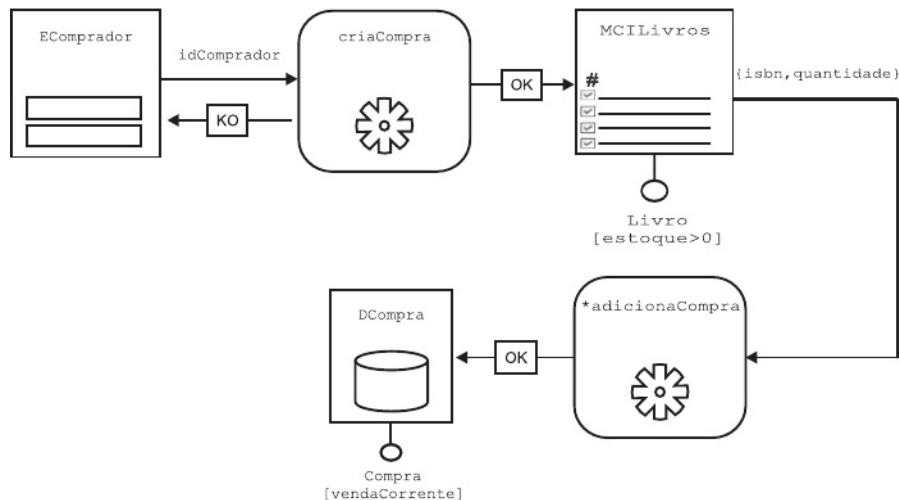 EComprador
idComprador
KO
criaCompra
OK
MCILivros
#
{isbn,quantidade}
Livro
[estoque>0]
*adicionaCompra
OK
DCompra
Compra
[vendaCorrente]